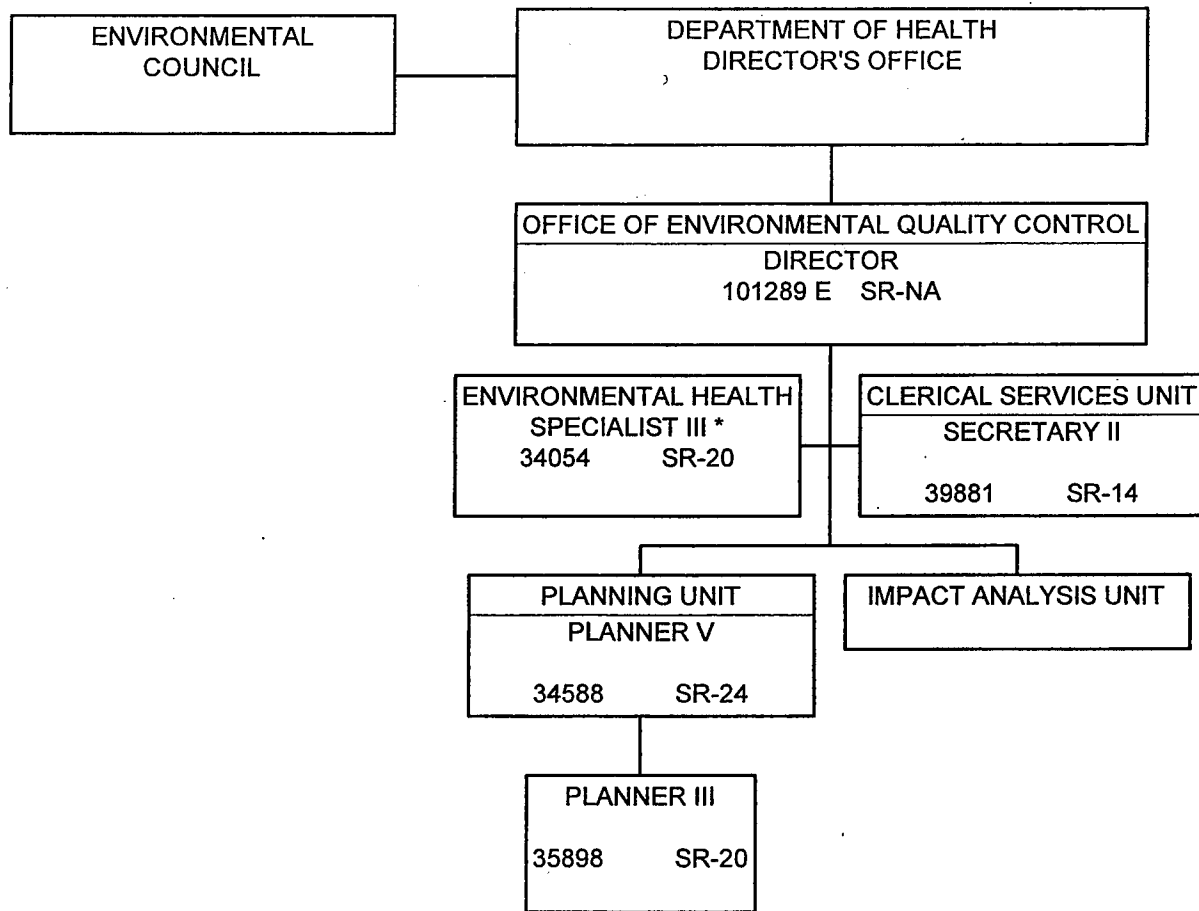 ENVIRONMENTAL
COUNCIL
DEPARTMENT OF HEALTH
DIRECTOR'S OFFICE
OFFICE OF ENVIRONMENTAL QUALITY CONTROL
DIRECTOR
101289 E SR-NA
ENVIRONMENTAL HEALTH
SPECIALIST III *
34054 SR-20
CLERICAL SERVICES UNIT
SECRETARY II
39881 SR-14
PLANNING UNIT
PLANNER V
34588 SR-24
IMPACT ANALYSIS UNIT
PLANNER III
35898 SR-20